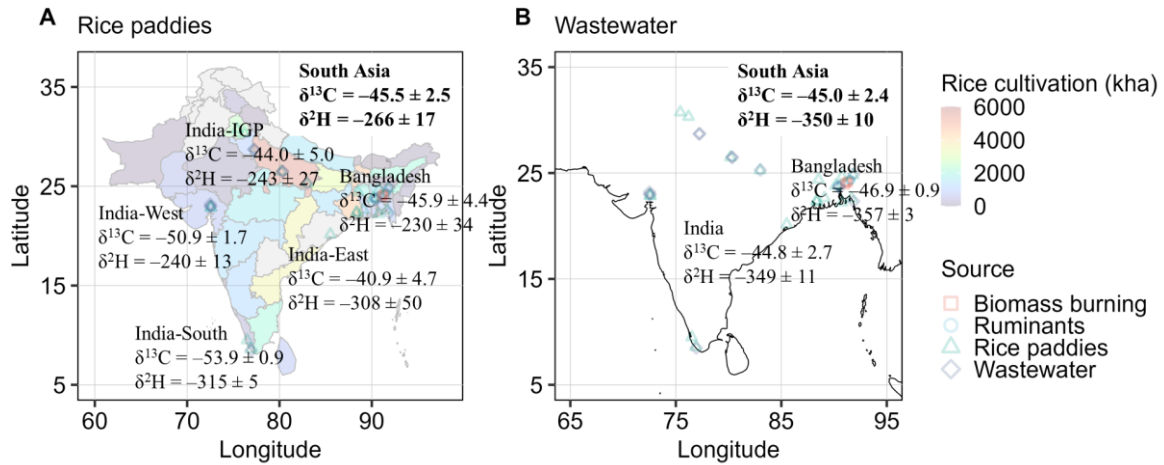 A Rice paddies
South Asia
δ¹³C = –45.5 ± 2.5
δ²H = –266 ± 17
India-IGP
δ¹³C = –44.0 ± 5.0
δ²H = –243 ± 27
Bangladesh
δ¹³C = –45.9 ± 4.4
δ²H = –230 ± 34
India-West
δ¹³C = –50.9 ± 1.7
δ²H = –240 ± 13
India-East
δ¹³C = –40.9 ± 4.7
δ²H = –308 ± 50
India-South
δ¹³C = –53.9 ± 0.9
δ²H = –315 ± 5
Latitude
35
25
15
5
60 70 80 90
Longitude
B Wastewater
South Asia
δ¹³C = –45.0 ± 2.4
δ²H = –350 ± 10
Bangladesh
δ¹³C = –46.9 ± 0.9
δ²H = –357 ± 3
India
δ¹³C = –44.8 ± 2.7
δ²H = –349 ± 11
Latitude
35
25
15
5
65 75 85 95
Longitude
Rice cultivation (kha)
6000
4000
2000
0
Source
Biomass burning
Ruminants
Rice paddies
Wastewater